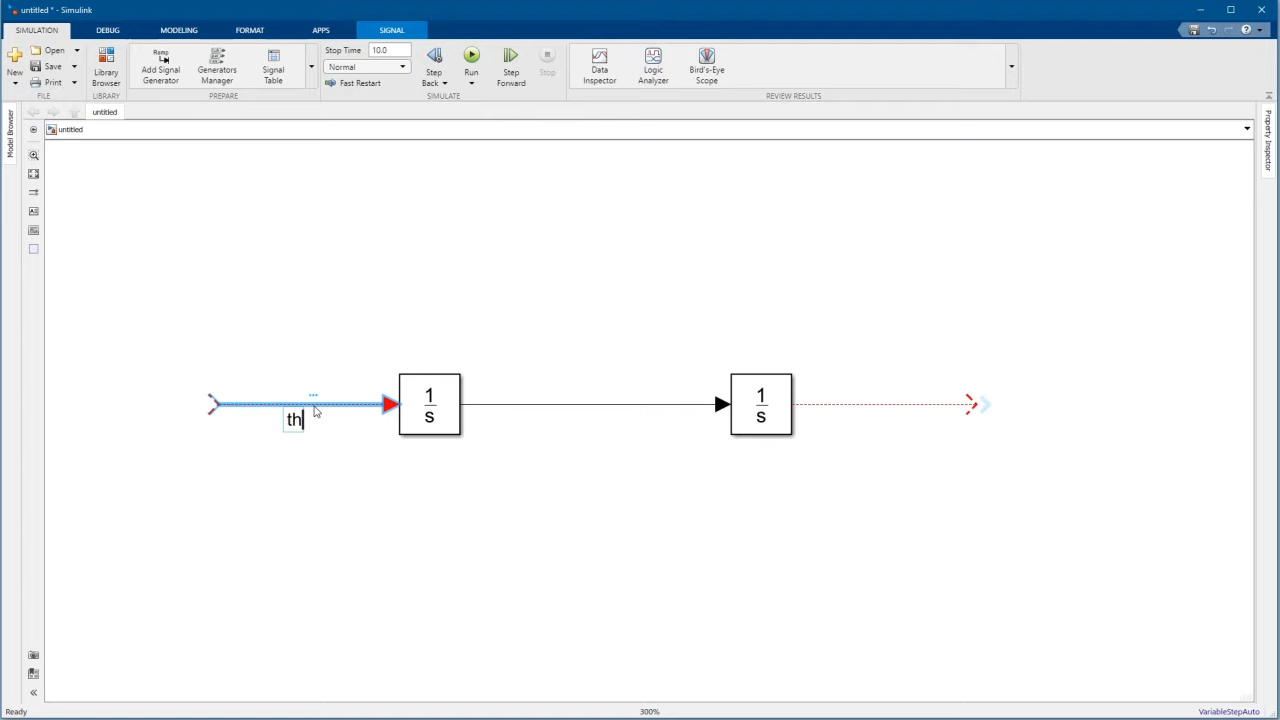 untitled * - Simulink
SIMULATION DEBUG MODELING FORMAT APPS SIGNAL
New Open Save Print
FILE
Library Browser
LIBRARY
Ramp
Add Signal Generator
Generators Manager
Signal Table
PREPARE
Stop Time 10.0
Normal
Fast Restart
Step Back
Run
Step Forward
Stop
SIMULATE
Data Inspector
Logic Analyzer
Bird's-Eye Scope
REVIEW RESULTS
Model Browser
untitled
untitled
Property Inspector
th
1
s
1
s
Ready
300%
VariableStepAuto